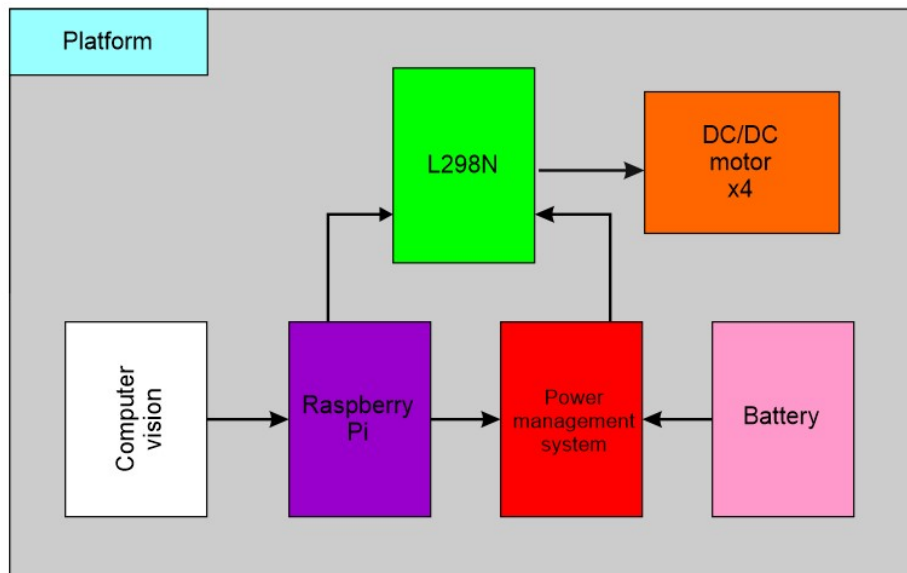 Platform
L298N
DC/DC
motor
x4
Computer
vision
Raspberry
Pi
Power
management
system
Battery